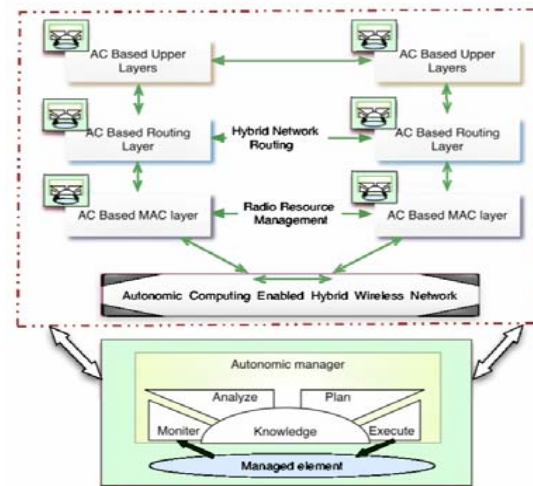 AC Based Upper
Layers
AC Based Upper
Layers
AC Based Routing
Layer
Hybrid Network
Routing
AC Based Routing
Layer
AC Based MAC layer
Radio Resource
Management
AC Based MAC layer
Autonomic Computing Enabled Hybrid Wireless Network
Autonomic manager
Analyze
Plan
Moniter
Knowledge
Execute
Managed element